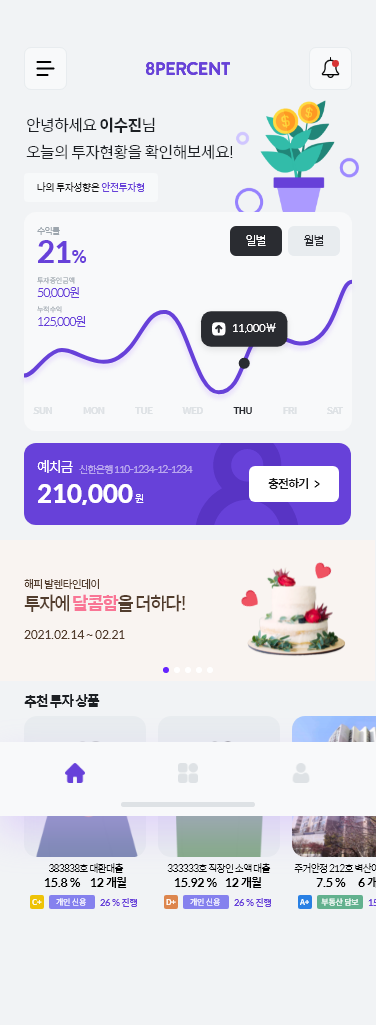 8PERCENT
안녕하세요 이수진님
오늘의 투자현황을 확인해보세요!
나의 투자성향은 안전투자형
수익률
21%
일별 월별
투자중인금액
50,000원
누적수익
125,000원
11,000₩
SUN MON TUE WED THU FRI SAT
예치금 신한은행 110-1234-12-1234
210,000 원
충전하기 >
해피 발렌타인데이
투자에 달콤함을 더하다!
2021.02.14 ~ 02.21
추천 투자 상품
383838호 대환대출
15.8 % 12 개월
C+ 개인 신용 26 % 진행
333333호 직장인 소액 대출
15.92 % 12 개월
D+ 개인 신용 26 % 진행
주거안정 212호 벽산
7.5 % 6
A+ 부동산 담보